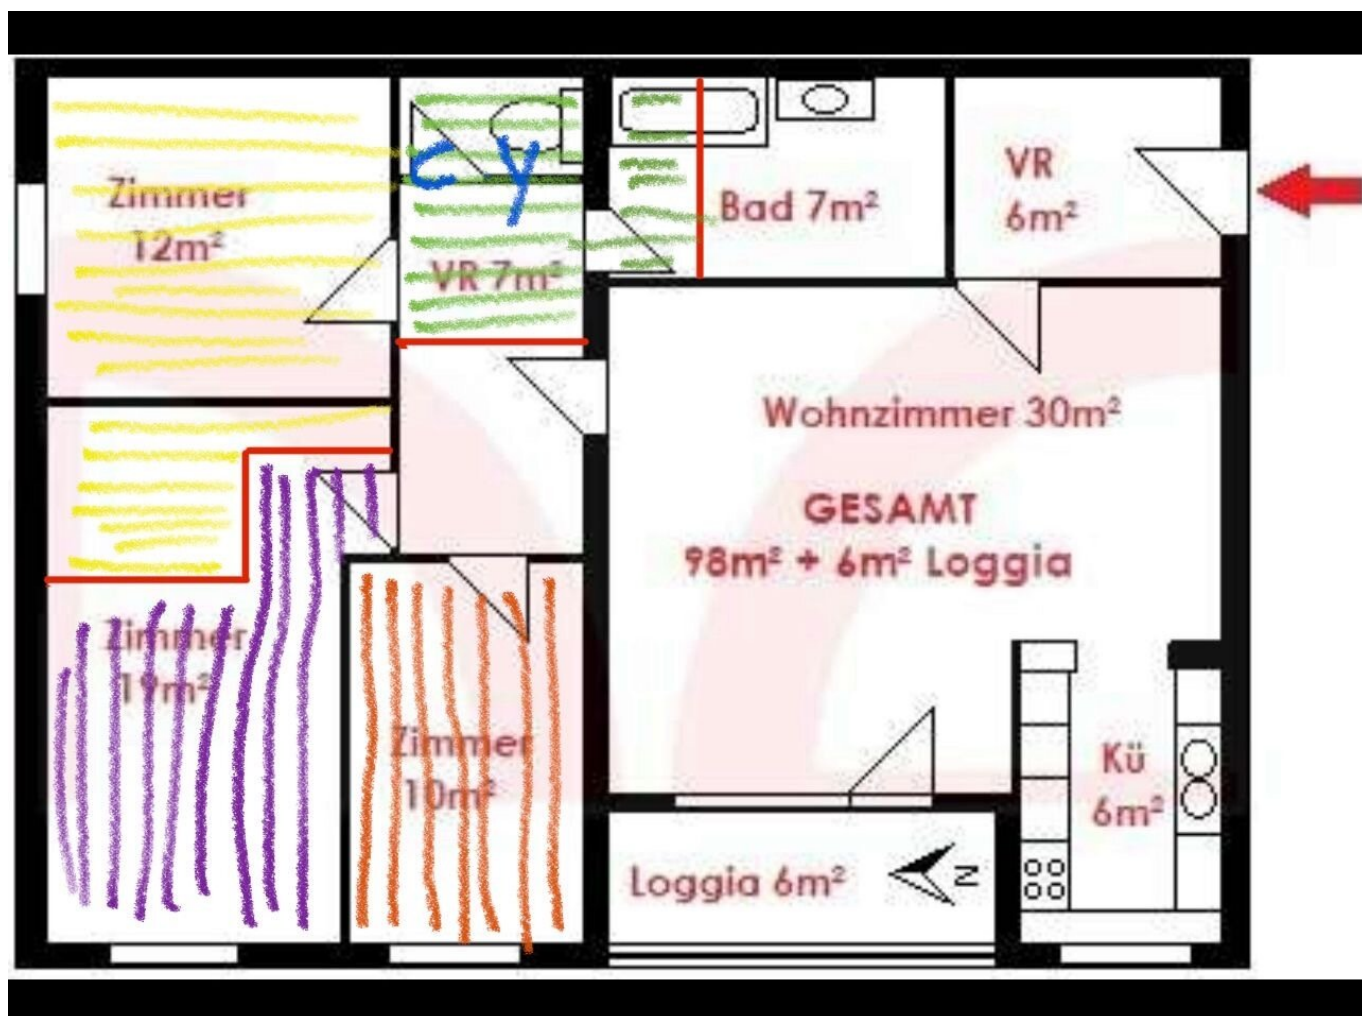 Zimmer
12m²
C y
VR 7m²
Bad 7m²
VR
6m²
Wohnzimmer 30m²
GESAMT
98m² + 6m² Loggia
Zimmer
19m²
Zimmer
10m²
Kü
6m²
Loggia 6m²
N